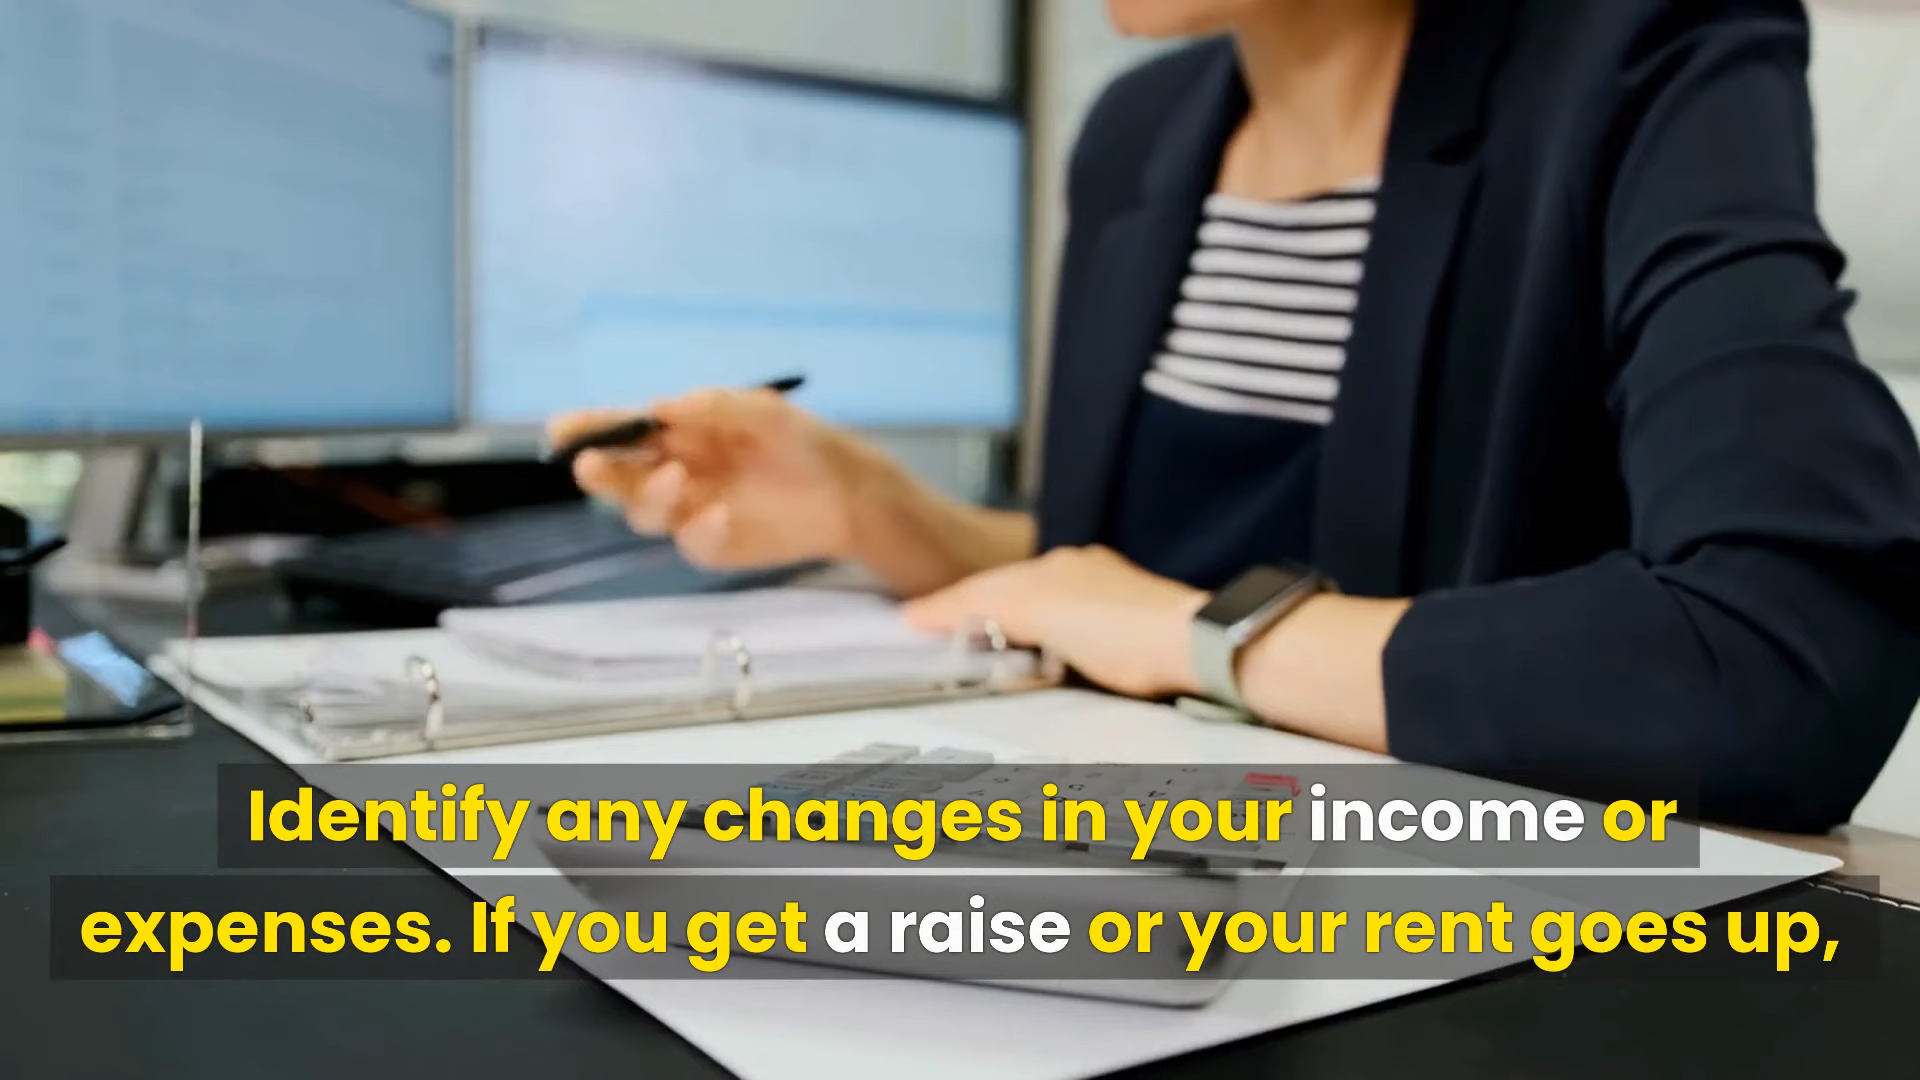 Identify any changes in your income or
expenses. If you get a raise or your rent goes up,